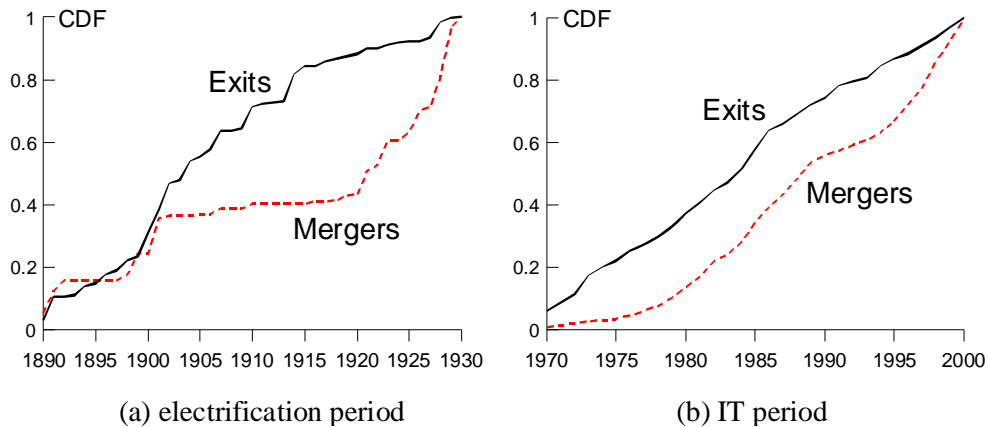 1 CDF
0.8
0.6
0.4
0.2
0
Exits
Mergers
1890 1895 1900 1905 1910 1915 1920 1925 1930
(a) electrification period
1 CDF
0.8
0.6
0.4
0.2
0
Exits
Mergers
1970 1975 1980 1985 1990 1995 2000
(b) IT period